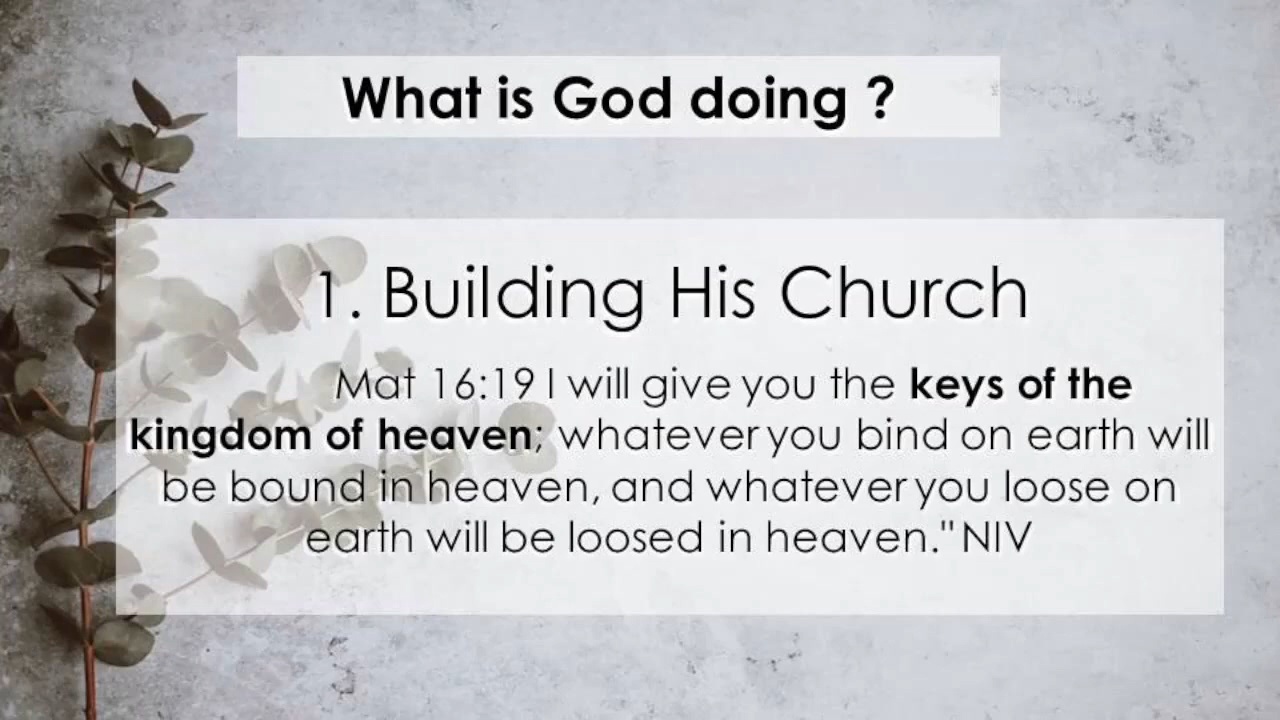 What is God doing ?
1. Building His Church
Mat 16:19 I will give you the keys of the
kingdom of heaven; whatever you bind on earth will
be bound in heaven, and whatever you loose on
earth will be loosed in heaven." NIV